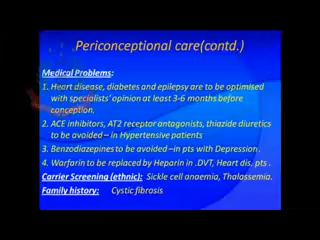 Periconceptional care(contd.)
Medical Problems:
1. Heart disease, diabetes and epilepsy are to be optimised
with specialists' opinion at least 3-6 months before
conception.
2. ACE inhibitors, AT2 receptor antagonists, thiazide diuretics
to be avoided – in Hypertensive patients
3. Benzodiazepines to be avoided –in pts with Depression .
4. Warfarin to be replaced by Heparin in .DVT, Heart dis, pts .
Carrier Screening (ethnic): Sickle cell anaemia, Thalassemia.
Family history: Cystic fibrosis